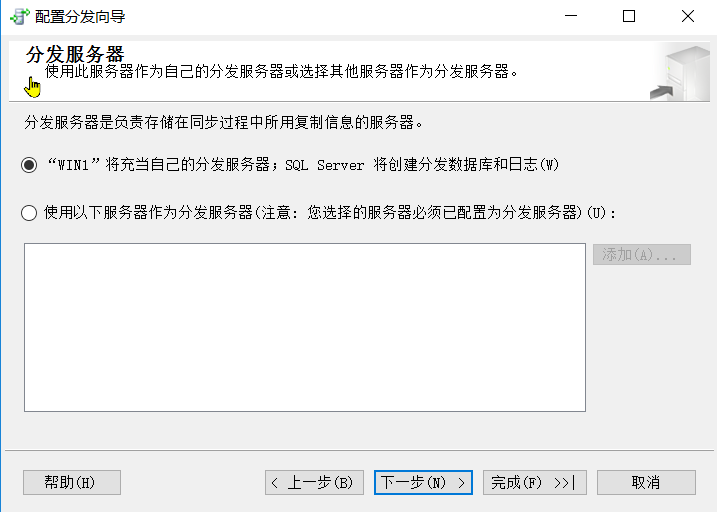 配置分发向导
分发服务器
使用此服务器作为自己的分发服务器或选择其他服务器作为分发服务器。
分发服务器是负责存储在同步过程中所用复制信息的服务器。
“WIN1”将充当自己的分发服务器；SQL Server 将创建分发数据库和日志(W)
使用以下服务器作为分发服务器(注意: 您选择的服务器必须已配置为分发服务器)(U):
添加(A)...
帮助(H)
< 上一步(B)
下一步(N) >
完成(F) >>|
取消